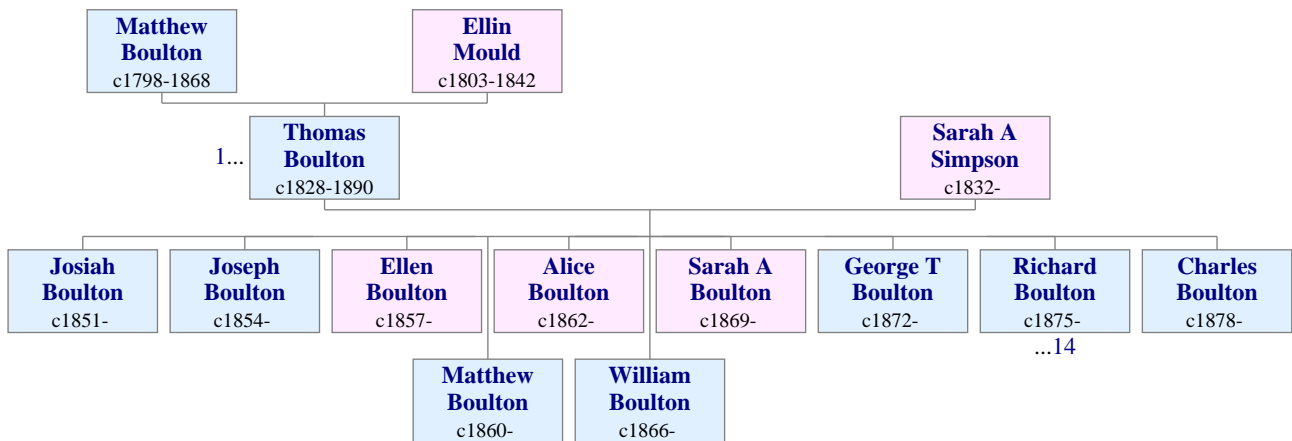 Matthew
Boulton
c1798-1868
Ellin
Mould
c1803-1842
1...
Thomas
Boulton
c1828-1890
Sarah A
Simpson
c1832-
Josiah
Boulton
c1851-
Joseph
Boulton
c1854-
Ellen
Boulton
c1857-
Alice
Boulton
c1862-
Sarah A
Boulton
c1869-
George T
Boulton
c1872-
Richard
Boulton
c1875-
...14
Charles
Boulton
c1878-
Matthew
Boulton
c1860-
William
Boulton
c1866-